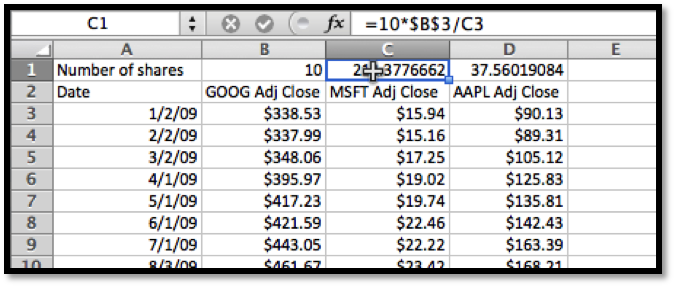 C1 fx =10*$B$3/C3
A B C D E
1 Number of shares 10 37.56019084
2 Date GOOG Adj Close MSFT Adj Close AAPL Adj Close
3 1/2/09 $338.53 $15.94 $90.13
4 2/2/09 $337.99 $15.16 $89.31
5 3/2/09 $348.06 $17.25 $105.12
6 4/1/09 $395.97 $19.02 $125.83
7 5/1/09 $417.23 $19.74 $135.81
8 6/1/09 $421.59 $22.46 $142.43
9 7/1/09 $443.05 $22.22 $163.39
10 8/3/09 $461.67 $23.42 $168.21